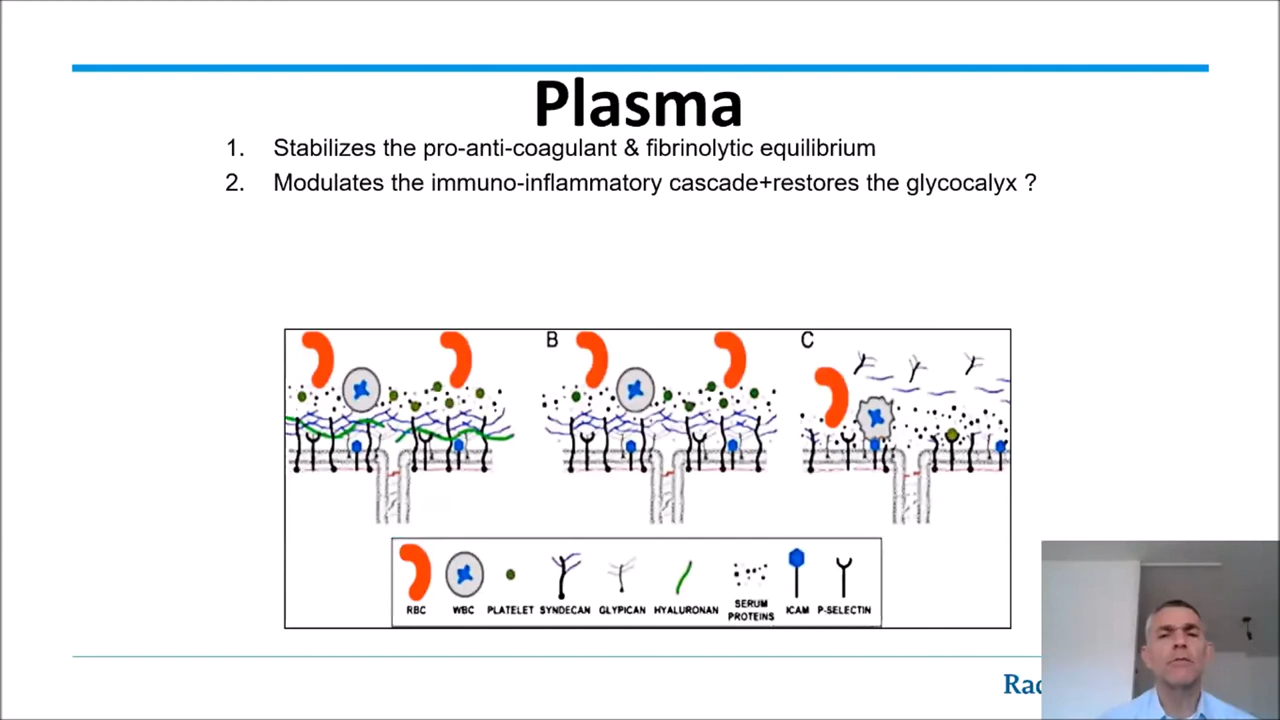 Plasma
1. Stabilizes the pro-anti-coagulant & fibrinolytic equilibrium
2. Modulates the immuno-inflammatory cascade+restores the glycocalyx ?
B
C
RBC
WBC
PLATELET
SYNDECAN
GLYPICAN
HYALURONAN
SERUM
PROTEINS
ICAM
P-SELECTIN